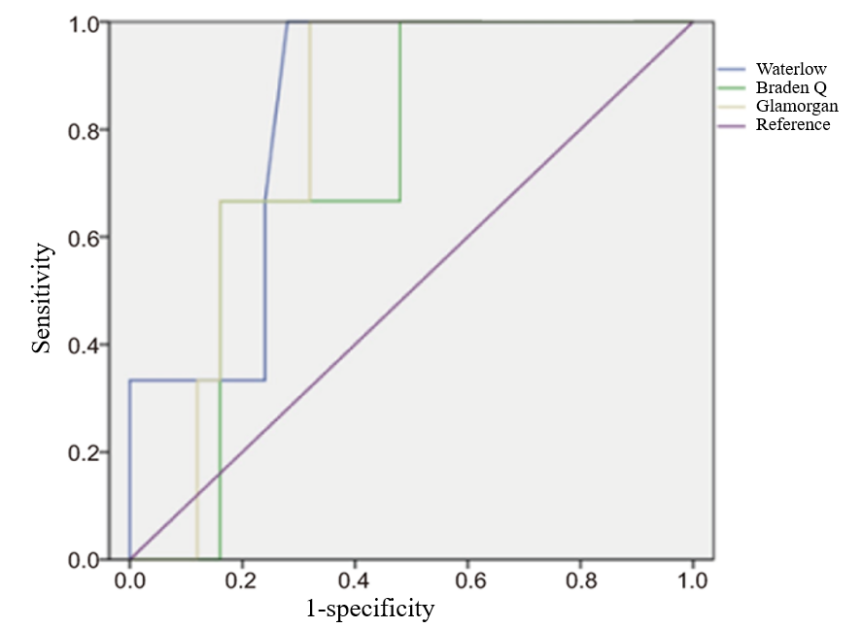 1.0
0.8
0.6
0.4
0.2
0.0
Sensitivity
0.0 0.2 0.4 0.6 0.8 1.0
1-specificity
Waterlow
Braden Q
Glamorgan
Reference